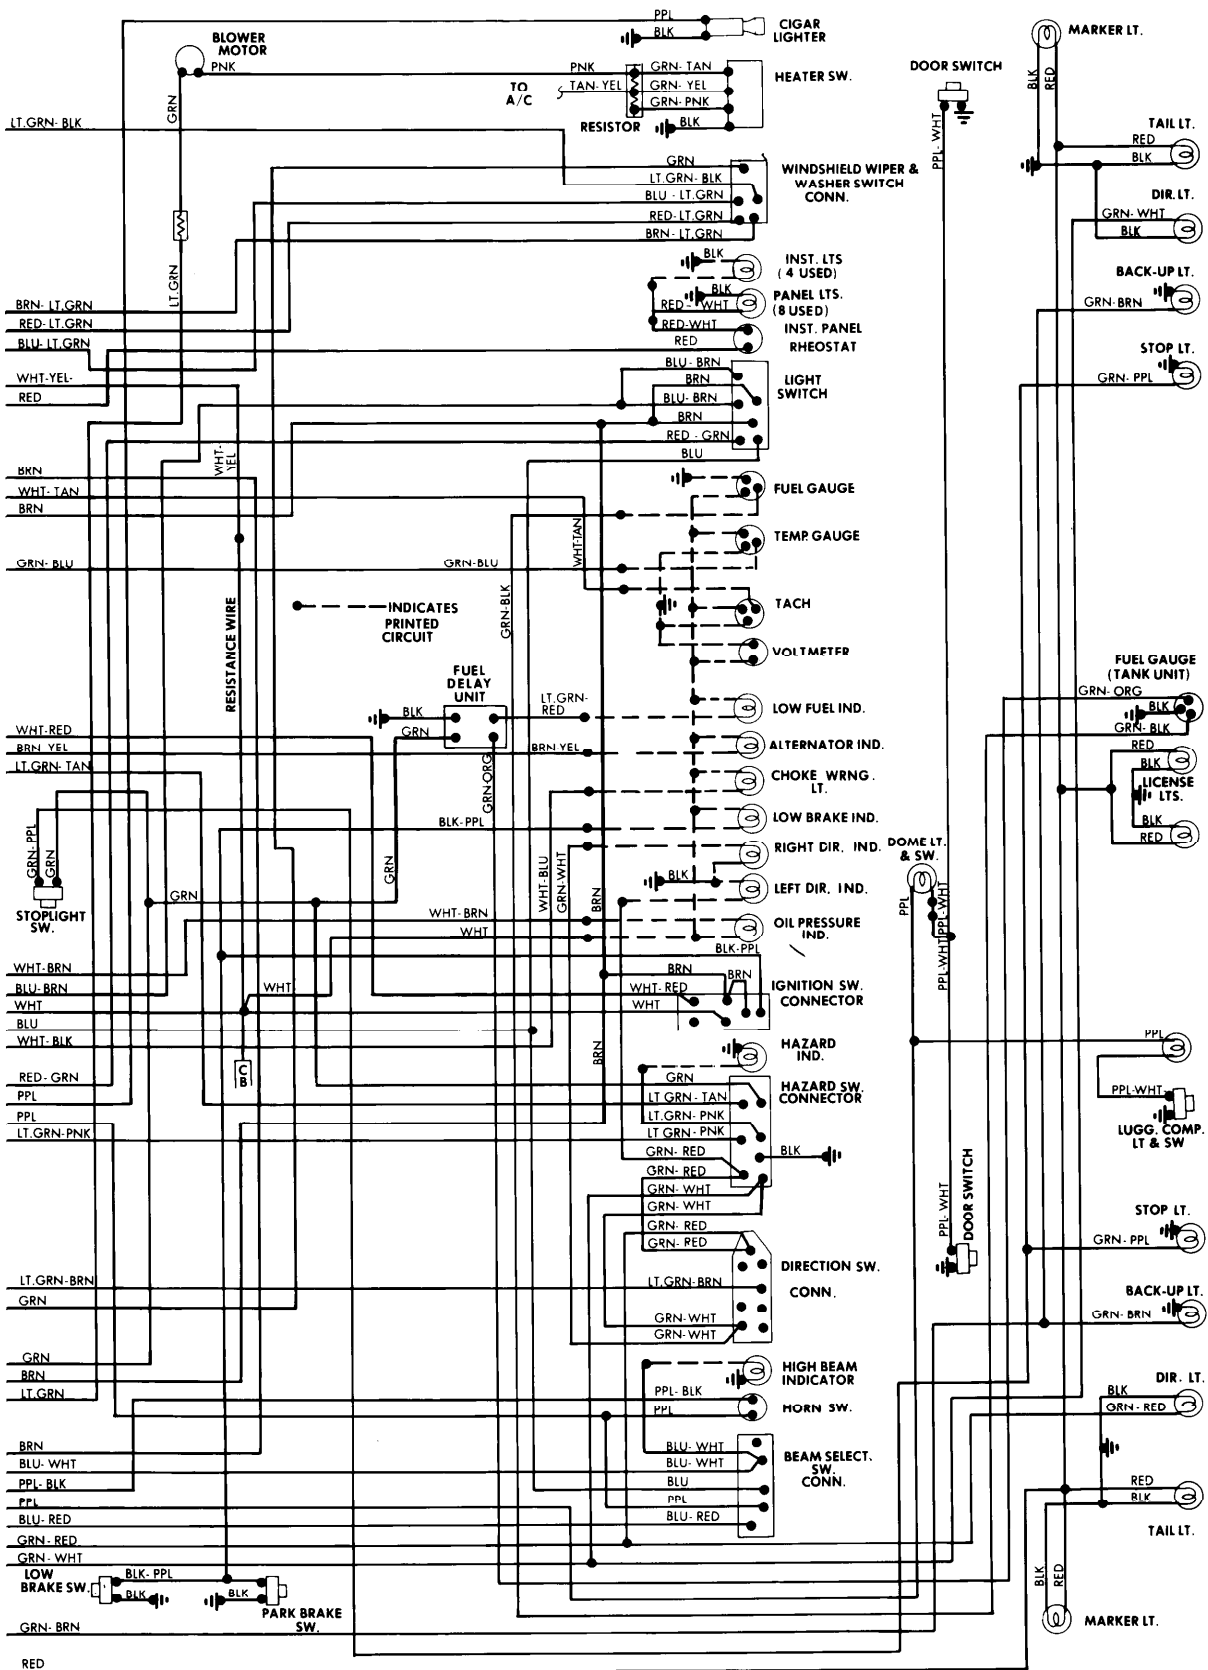 PPL
BLK
CIGAR
LIGHTER
MARKER LT.
BLOWER
MOTOR
PNK
PNK
GRN-TAN
HEATER SW.
DOOR SWITCH
TO
A/C
TAN-YEL
GRN-YEL
GRN-PNK
BLK
RESISTOR
GRN
BLK
RED
LT.GRN-BLK
PPL-WHT
TAIL LT.
RED
BLK
GRN
LT.GRN-BLK
BLU-LT.GRN
RED-LT.GRN
BRN-LT.GRN
WINDSHIELD WIPER &
WASHER SWITCH
CONN.
DIR. LT.
GRN-WHT
BLK
LT.GRN
BLK
INST. LTS
(4 USED)
BACK-UP LT.
GRN-BRN
BRN-LT.GRN
RED-LT.GRN
BLU-LT.GRN
BLK
RED-WHT
PANEL LTS.
(8 USED)
RED-WHT
RED
INST. PANEL
RHEOSTAT
STOP LT.
GRN-PPL
WHT-YEL-
RED
BLU-BRN
BRN
BLU-BRN
BRN
RED-GRN
BLU
LIGHT
SWITCH
WHT-
YEL
BRN
WHT-TAN
BRN
FUEL GAUGE
WHT-TAN
TEMP. GAUGE
GRN-BLU
GRN-BLU
RESISTANCE WIRE
INDICATES
PRINTED
CIRCUIT
GRN-BLK
TACH
VOLTMETER
FUEL
DELAY
UNIT
BLK
GRN
LT.GRN-
RED
LOW FUEL IND.
FUEL GAUGE
(TANK UNIT)
GRN-ORG
BLK
GRN-BLK
WHT-RED
BRN YEL
LT.GRN-TAN
BRN-YEL
ALTERNATOR IND.
GRN-ORG
CHOKE WRNG.
LT.
RED
BLK
LICENSE
LTS.
BLK
RED
BLK-PPL
LOW BRAKE IND.
GRN-PPL
GRN
GRN
WHT-BLU
GRN-WHT
BRN
RIGHT DIR. IND.
DOME LT.
& SW.
STOPLIGHT
SW.
GRN
BLK
LEFT DIR. IND.
PPL
PPL-WHT
PPL-WHT
WHT-BRN
WHT
OIL PRESSURE
IND.
BLK-PPL
WHT-BRN
BLU-BRN
WHT
BLU
WHT-BLK
WHT
BRN
BRN
WHT-RED
WHT
IGNITION SW.
CONNECTOR
PPL-WHT
BRN
HAZARD
IND.
PPL
C
B
RED-GRN
PPL
PPL
LT.GRN-PNK
GRN
LT GRN-TAN
LT.GRN-PNK
LT GRN-PNK
GRN-RED
GRN-RED
GRN-WHT
GRN-WHT
HAZARD SW.
CONNECTOR
BLK
PPL-WHT
LUGG. COMP.
LT & SW
PPL-WHT
DOOR SWITCH
STOP LT.
GRN-PPL
GRN-RED
GRN-RED
LT.GRN-BRN
DIRECTION SW.
CONN.
LT.GRN-BRN
GRN
GRN-WHT
GRN-WHT
BACK-UP LT.
GRN-BRN
GRN
BRN
LT.GRN
HIGH BEAM
INDICATOR
PPL-BLK
PPL
HORN SW.
DIR. LT.
BLK
GRN-RED
BRN
BLU-WHT
PPL-BLK
PPL
BLU-RED
GRN-RED
GRN-WHT
BLU-WHT
BLU-WHT
BLU
PPL
BLU-RED
BEAM SELECT.
SW.
CONN.
RED
BLK
TAIL LT.
LOW
BRAKE SW.
BLK-PPL
BLK
BLK
PARK BRAKE
SW.
BLK
RED
MARKER LT.
GRN-BRN
RED